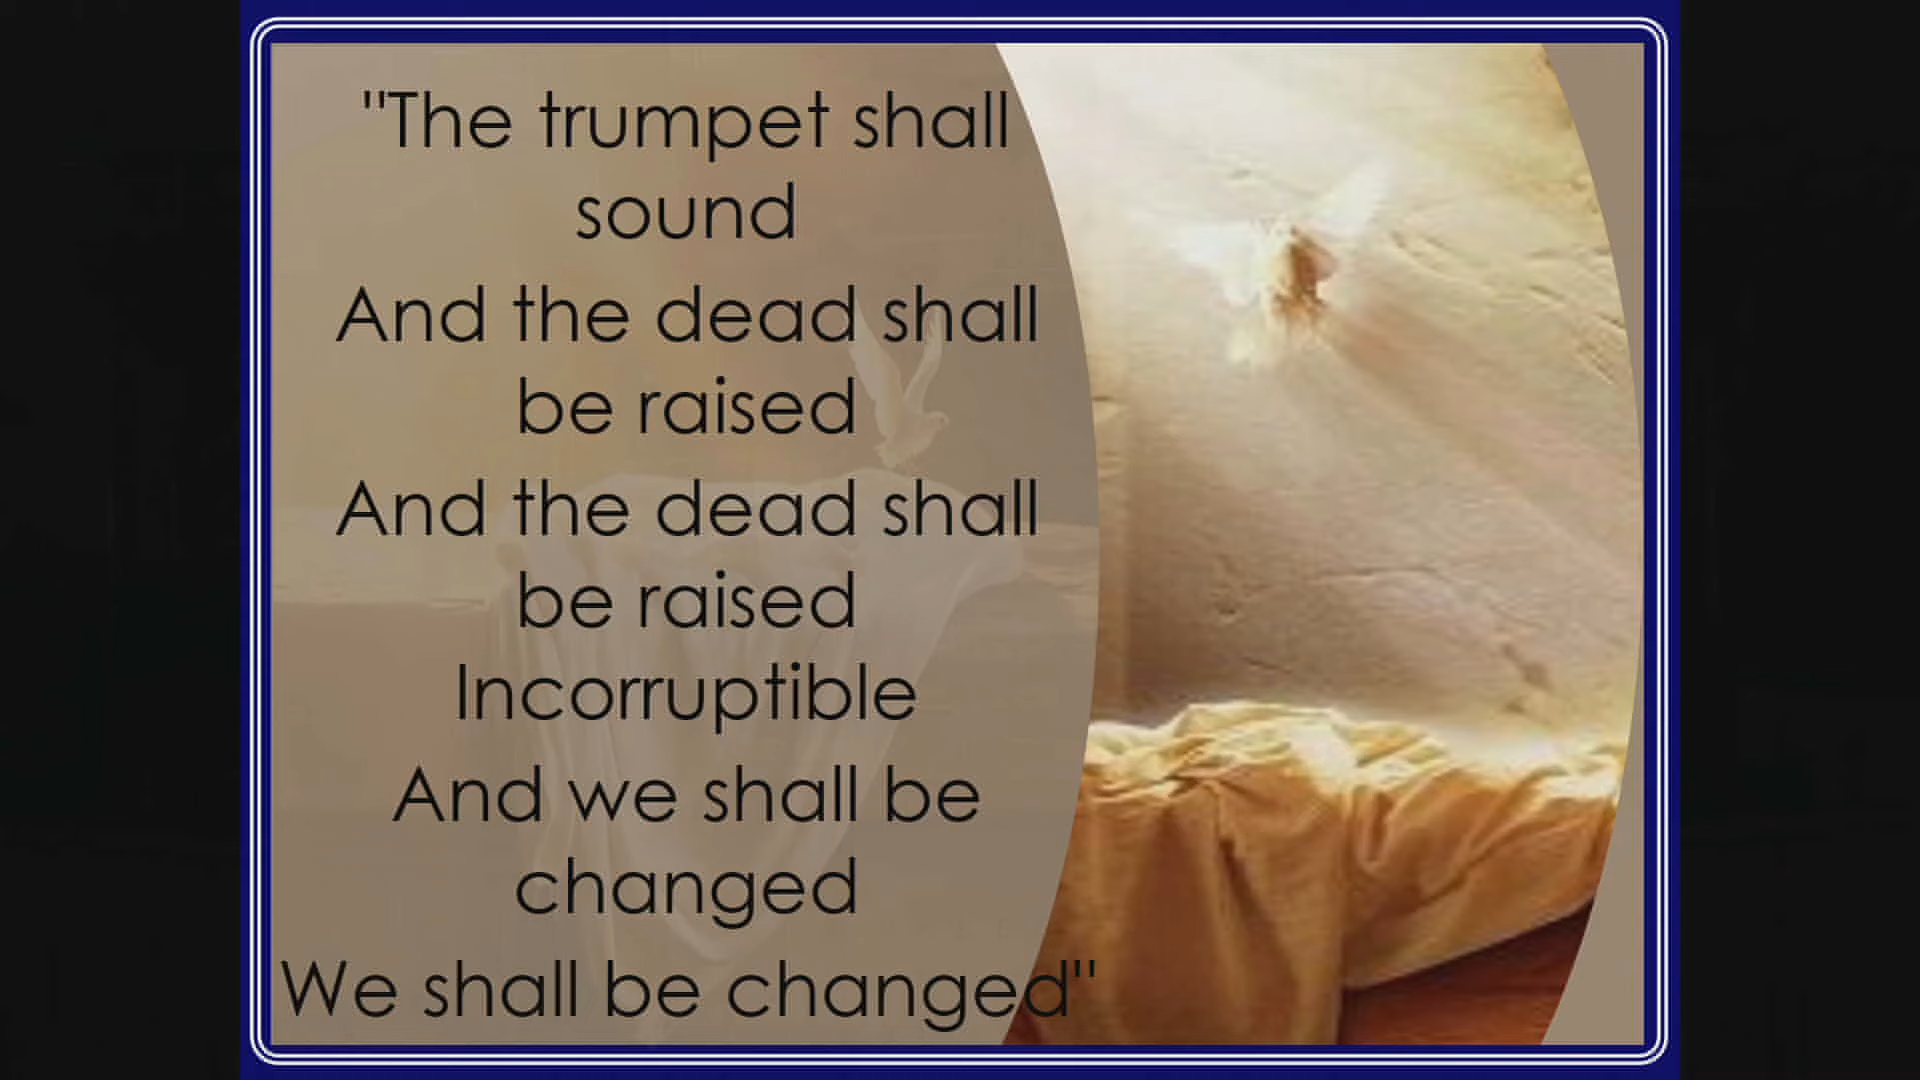 "The trumpet shall
sound
And the dead shall
be raised
And the dead shall
be raised
Incorruptible
And we shall be
changed
We shall be changed"